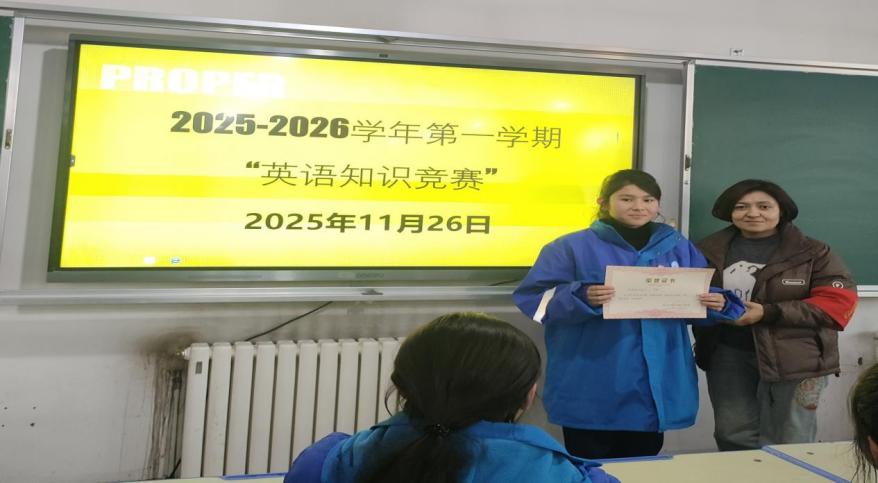 PROPER
2025-2026学年第一学期
“英语知识竞赛”
2025年11月26日
荣誉证书